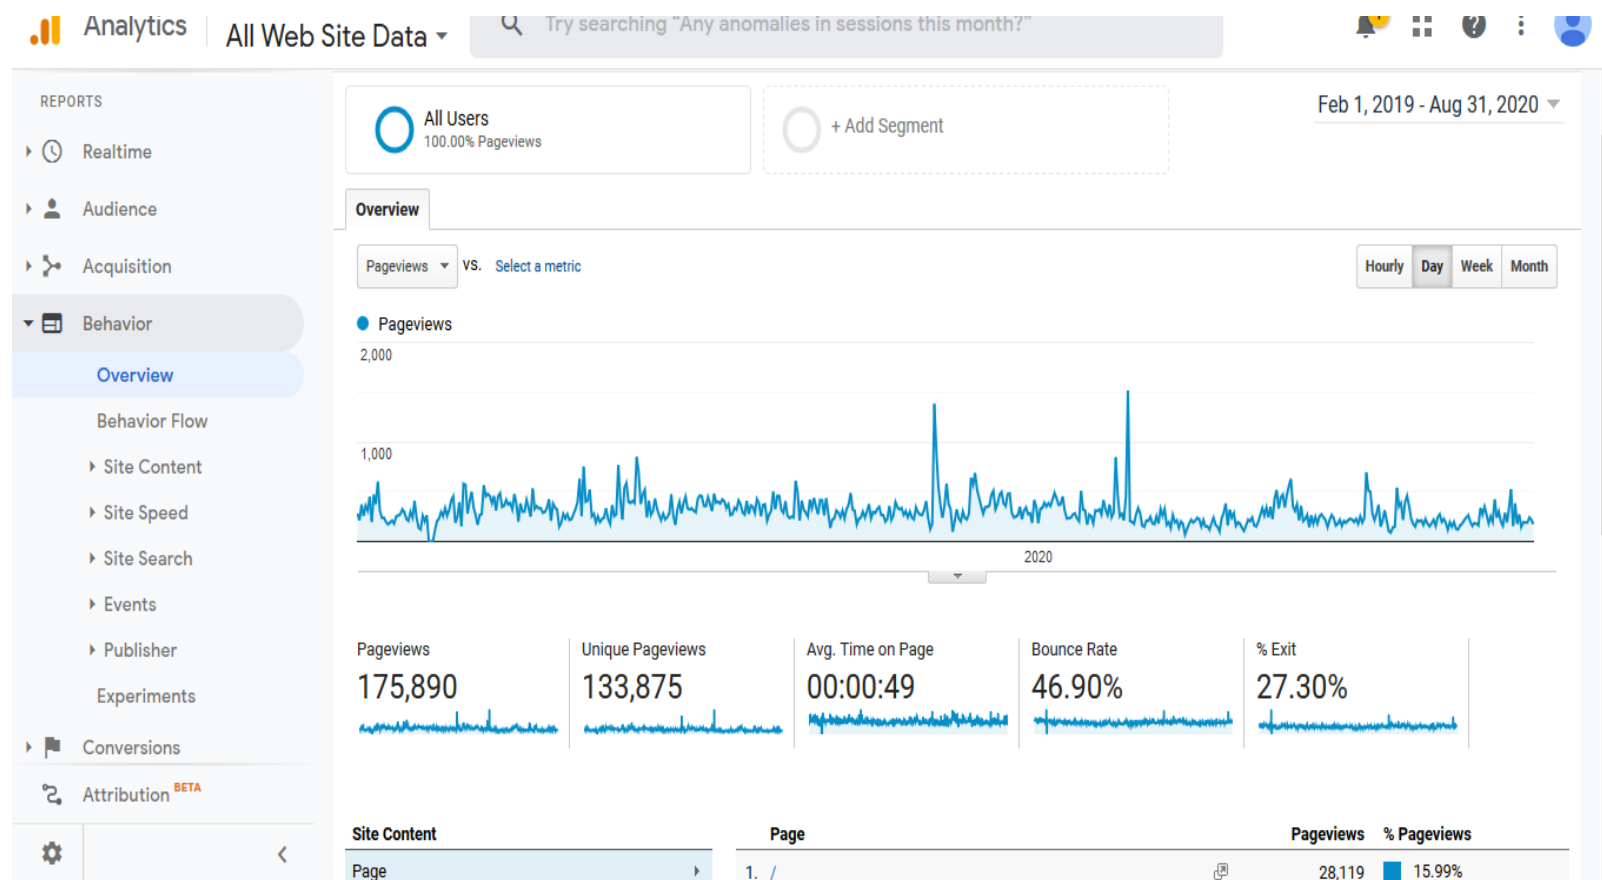 Analytics
All Web Site Data
Try searching "Any anomalies in sessions this month?"
REPORTS
Realtime
Audience
Acquisition
Behavior
Overview
Behavior Flow
Site Content
Site Speed
Site Search
Events
Publisher
Experiments
Conversions
Attribution BETA
All Users
100.00% Pageviews
+ Add Segment
Feb 1, 2019 - Aug 31, 2020
Overview
Pageviews VS. Select a metric
Hourly Day Week Month
Pageviews
2,000
1,000
2020
Pageviews Unique Pageviews Avg. Time on Page Bounce Rate % Exit
175,890 133,875 00:00:49 46.90% 27.30%
Site Content
Page
Page Pageviews % Pageviews
1. / 28,119 15.99%